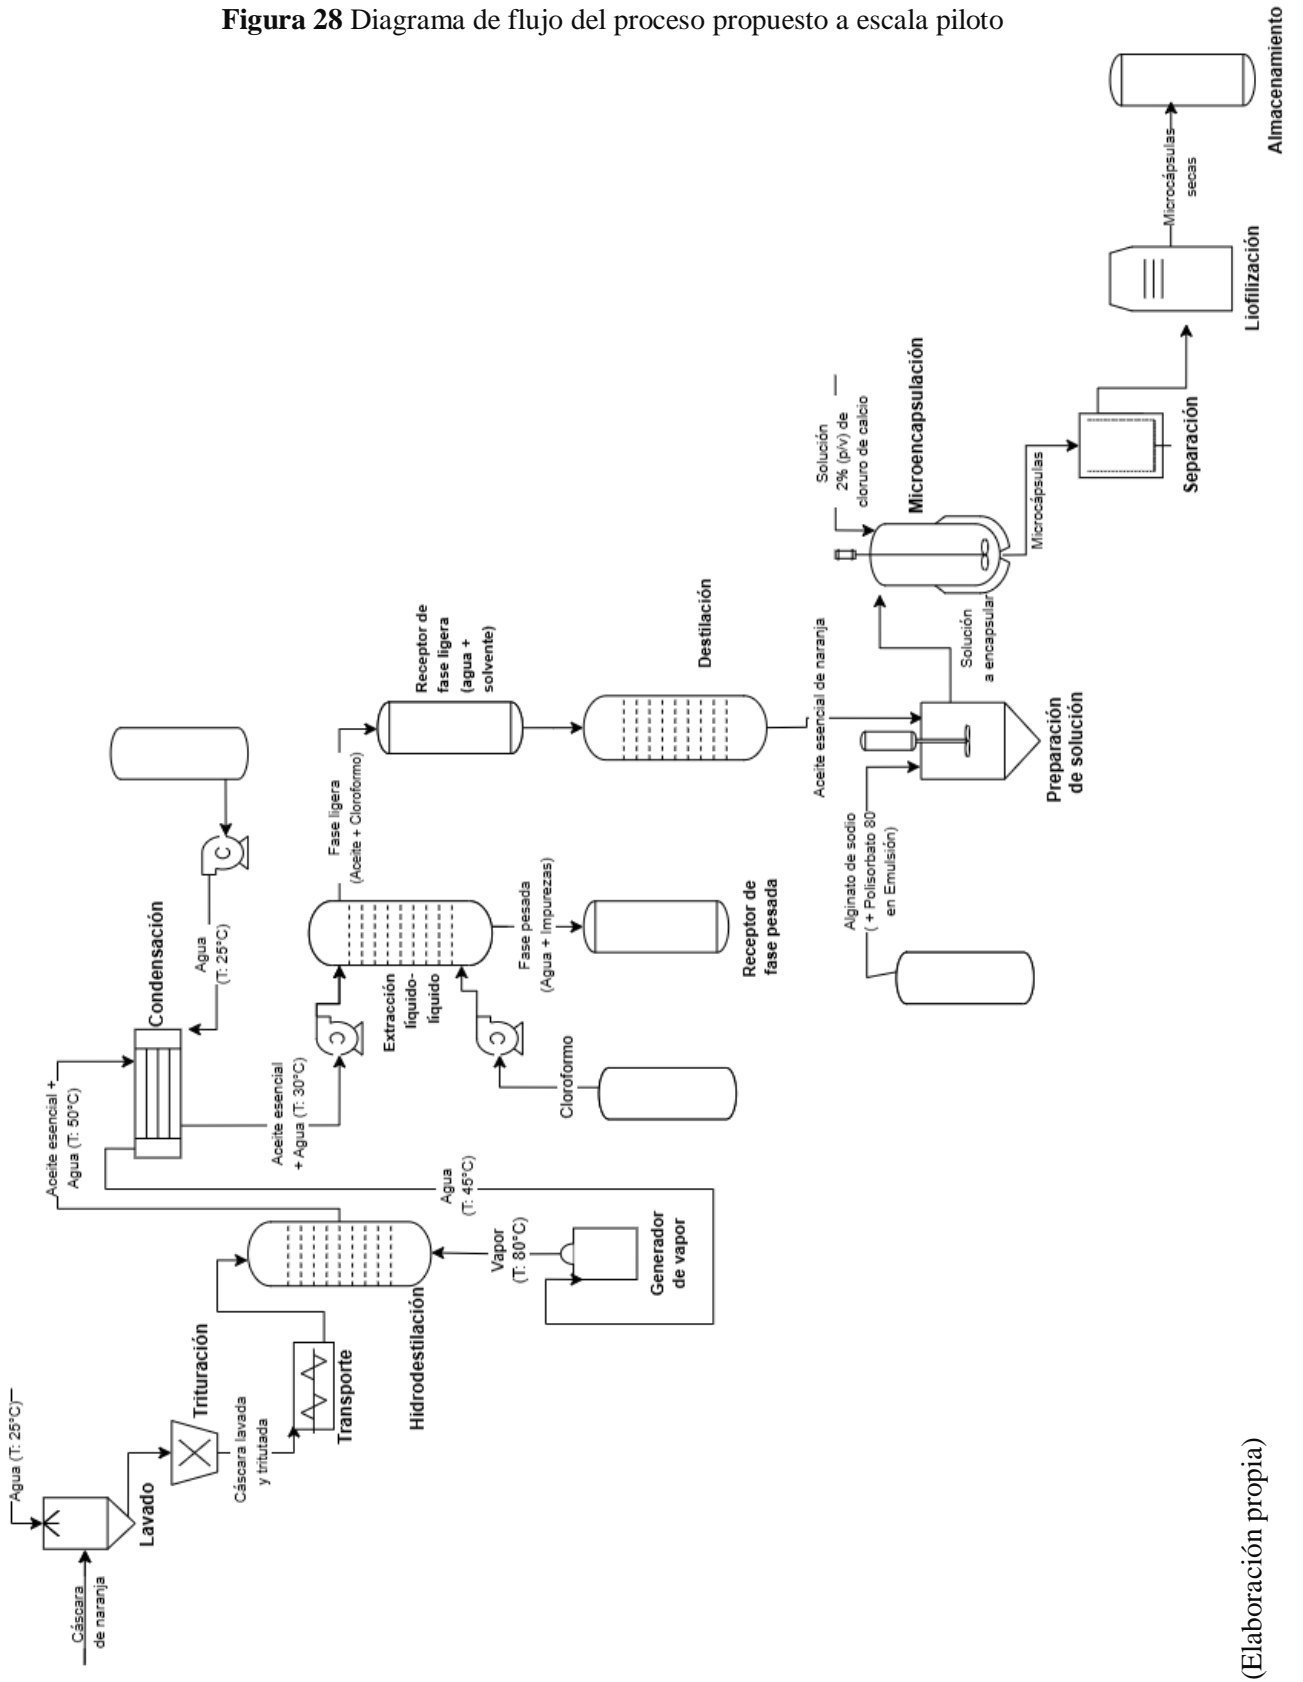 Figura 28 Diagrama de flujo del proceso propuesto a escala piloto
Cáscara
de naranja
Agua (T: 25°C)
Lavado
Trituración
Cáscara lavada
y tritutada
Transporte
Hidrodestilación
Vapor
(T: 80°C)
Generador
de vapor
Agua
(T: 45°C)
Aceite esencial +
Agua (T: 50°C)
Condensación
Agua
(T: 25°C)
C
Aceite esencial
+ Agua (T: 30°C)
C
Extracción
líquido-
líquido
C
Cloroformo
Fase ligera
(Aceite + Cloroformo)
Fase pesada
(Agua + Impurezas)
Receptor de
fase pesada
Receptor de
fase ligera
(agua +
solvente)
Destilación
Aceite esencial de naranja
Alginato de sodio
( + Polisorbato 80
en Emulsión)
Preparación
de solución
Solución
a encapsular
Solución
2% (p/v) de
cloruro de calcio
Microencapsulación
Microcápsulas
Separación
Liofilización
Microcápsulas
secas
Almacenamiento
(Elaboración propia)